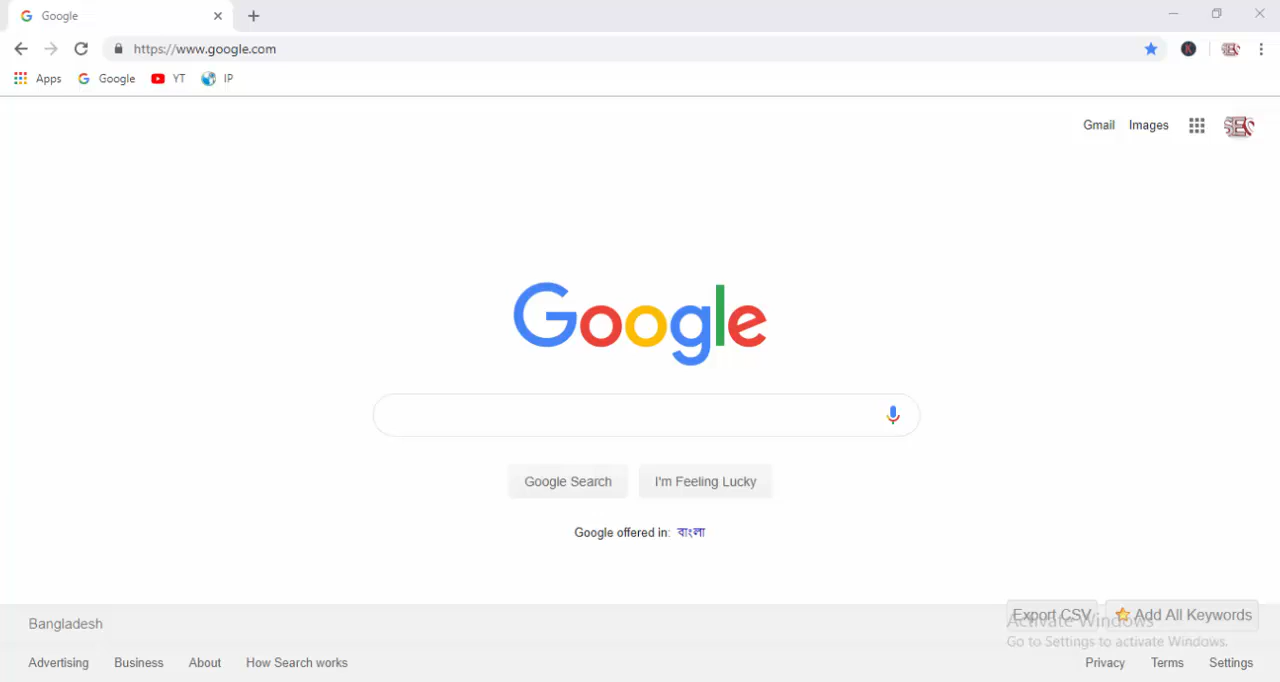 Google
https://www.google.com
Apps Google YT IP
Gmail Images SEC
Google
Google Search I'm Feeling Lucky
Google offered in: বাংলা
Export CSV Add All Keywords
Activate Windows
Go to Settings to activate Windows.
Bangladesh
Advertising Business About How Search works Privacy Terms Settings